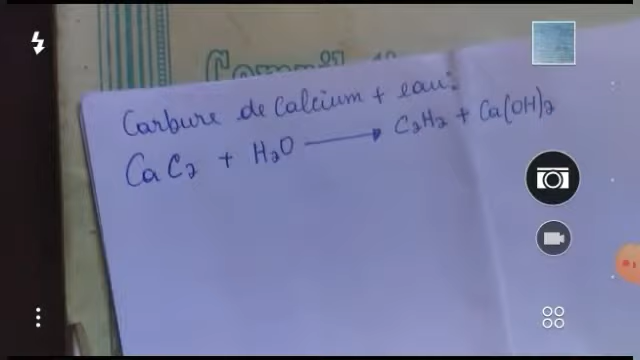 Carbure de calcium + eau:
CaC₂ + H₂O ⟶ C₂H₂ + Ca(OH)₂